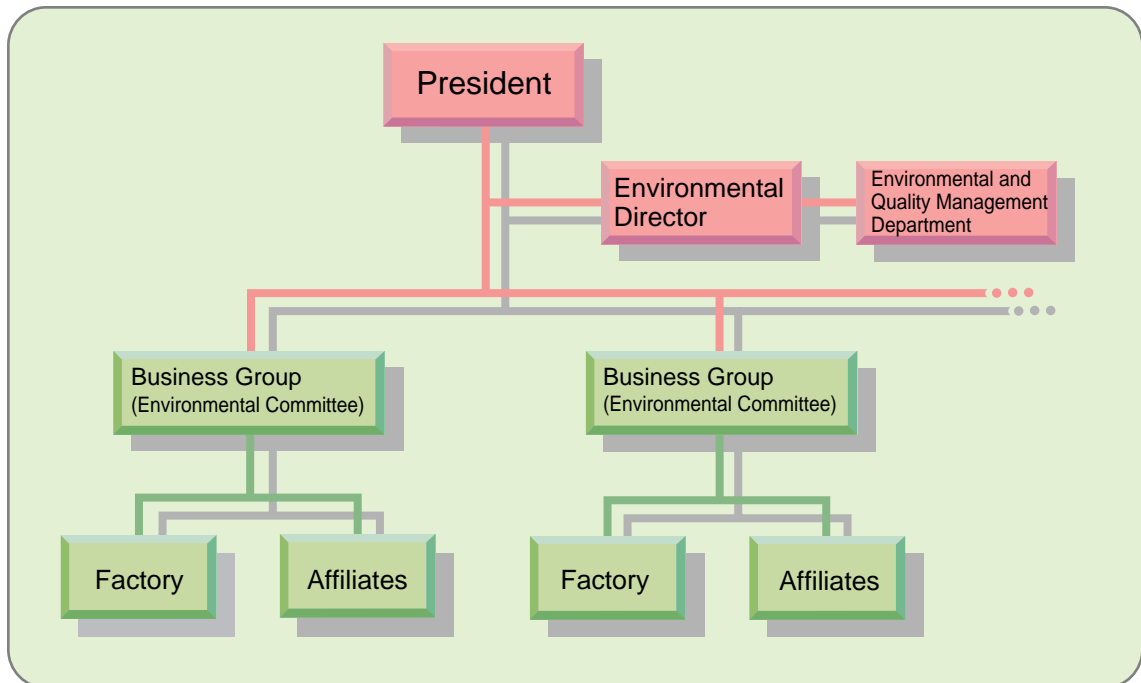 President
Environmental
Director
Environmental and
Quality Management
Department
Business Group
(Environmental Committee)
Business Group
(Environmental Committee)
Factory
Affiliates
Factory
Affiliates